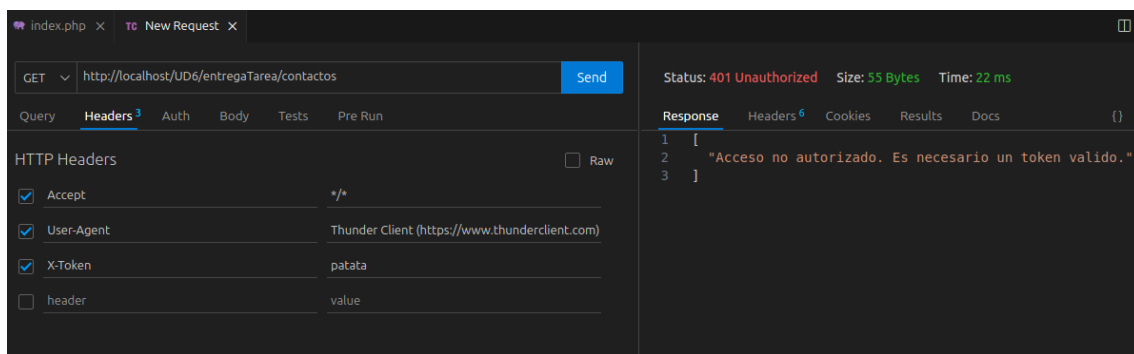 index.php × TC New Request ×
GET http://localhost/UD6/entregaTarea/contactos Send
Status: 401 Unauthorized Size: 55 Bytes Time: 22 ms
Query Headers 3 Auth Body Tests Pre Run
Response Headers 6 Cookies Results Docs {}
HTTP Headers Raw
1 [
2 "Acceso no autorizado. Es necesario un token valido."
3 ]
Accept */*
User-Agent Thunder Client (https://www.thunderclient.com)
X-Token patata
header value